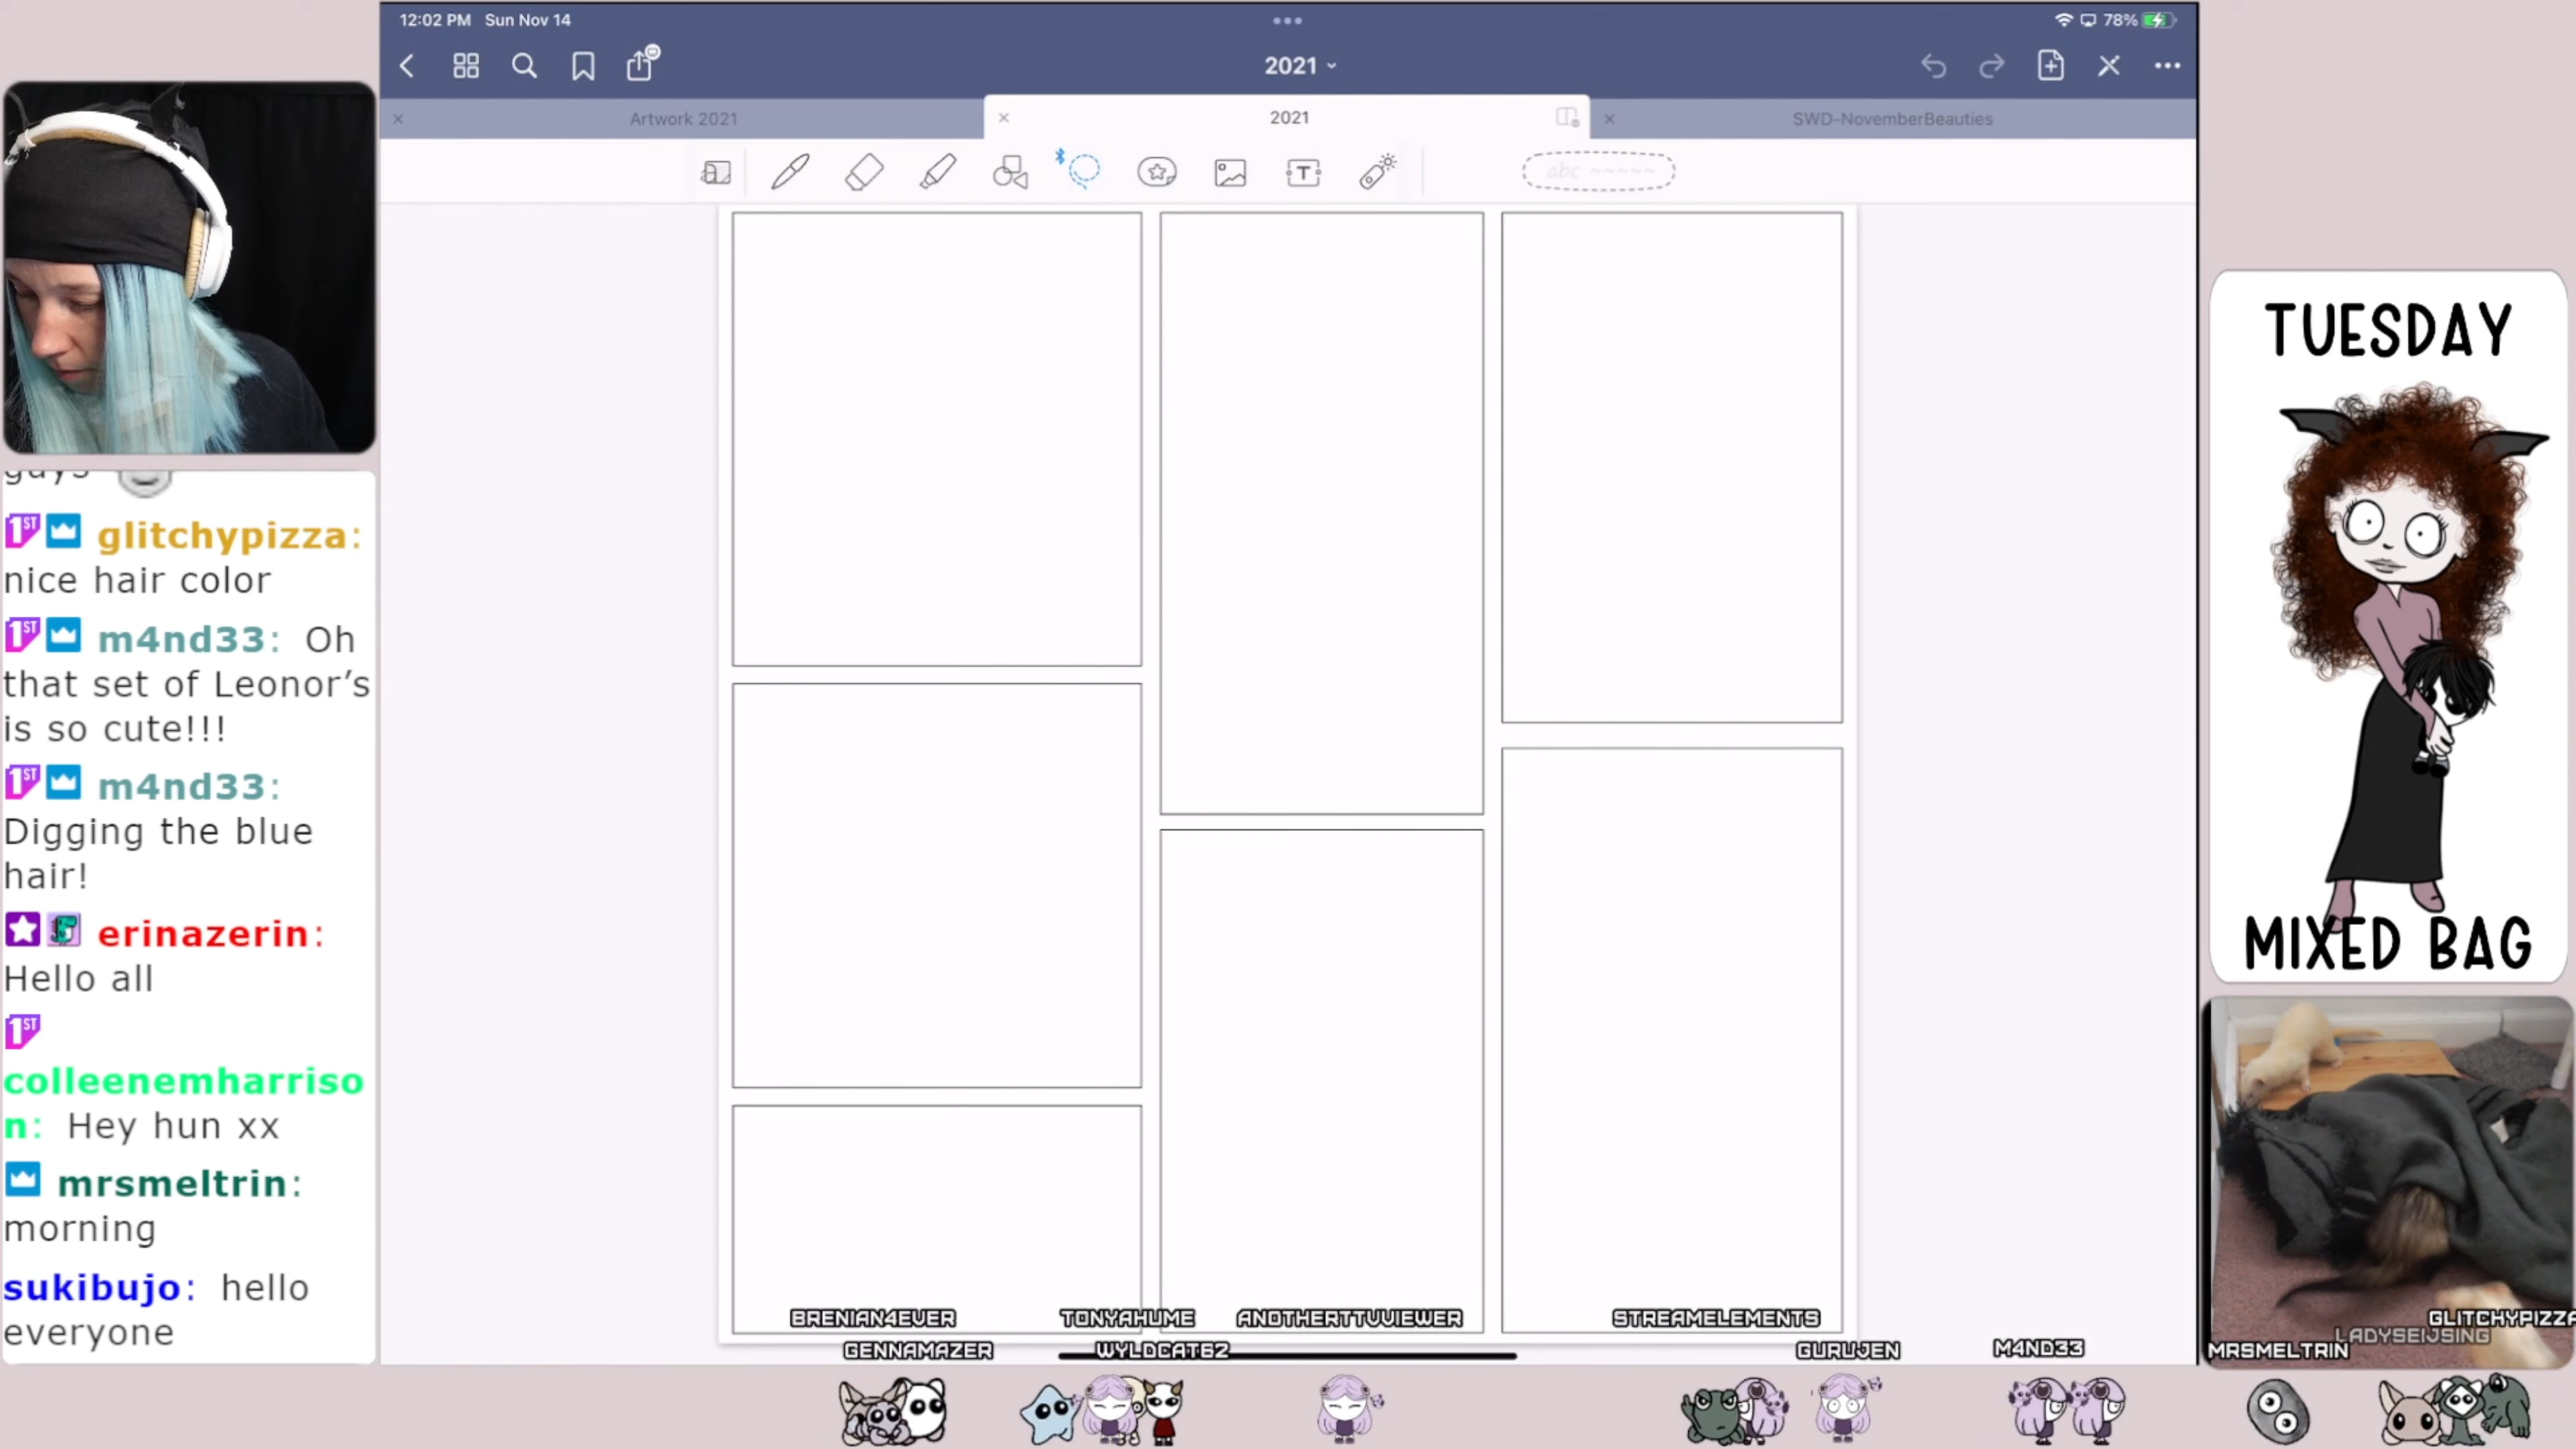 12:02 PM Sun Nov 14
78%
2021
Artwork 2021
2021
SWD-NovemberBeauties
abc ~~~~~
guys
glitchypizza:
nice hair color
m4nd33: Oh
that set of Leonor’s
is so cute!!!
m4nd33:
Digging the blue
hair!
erinazerin:
Hello all
colleenemharriso
n: Hey hun xx
mrsmeltrin:
morning
sukibujo: hello
everyone
TUESDAY
MIXED BAG
BRENIAN4EVER
TONYAHUME
ANOTHERTTVVIEWER
STREAMELEMENTS
GLITCHYPIZZA
LADYSEIJSING
GENNAMAZER
WYLDCAT62
GURUJEN
M4ND33
MRSMELTRIN